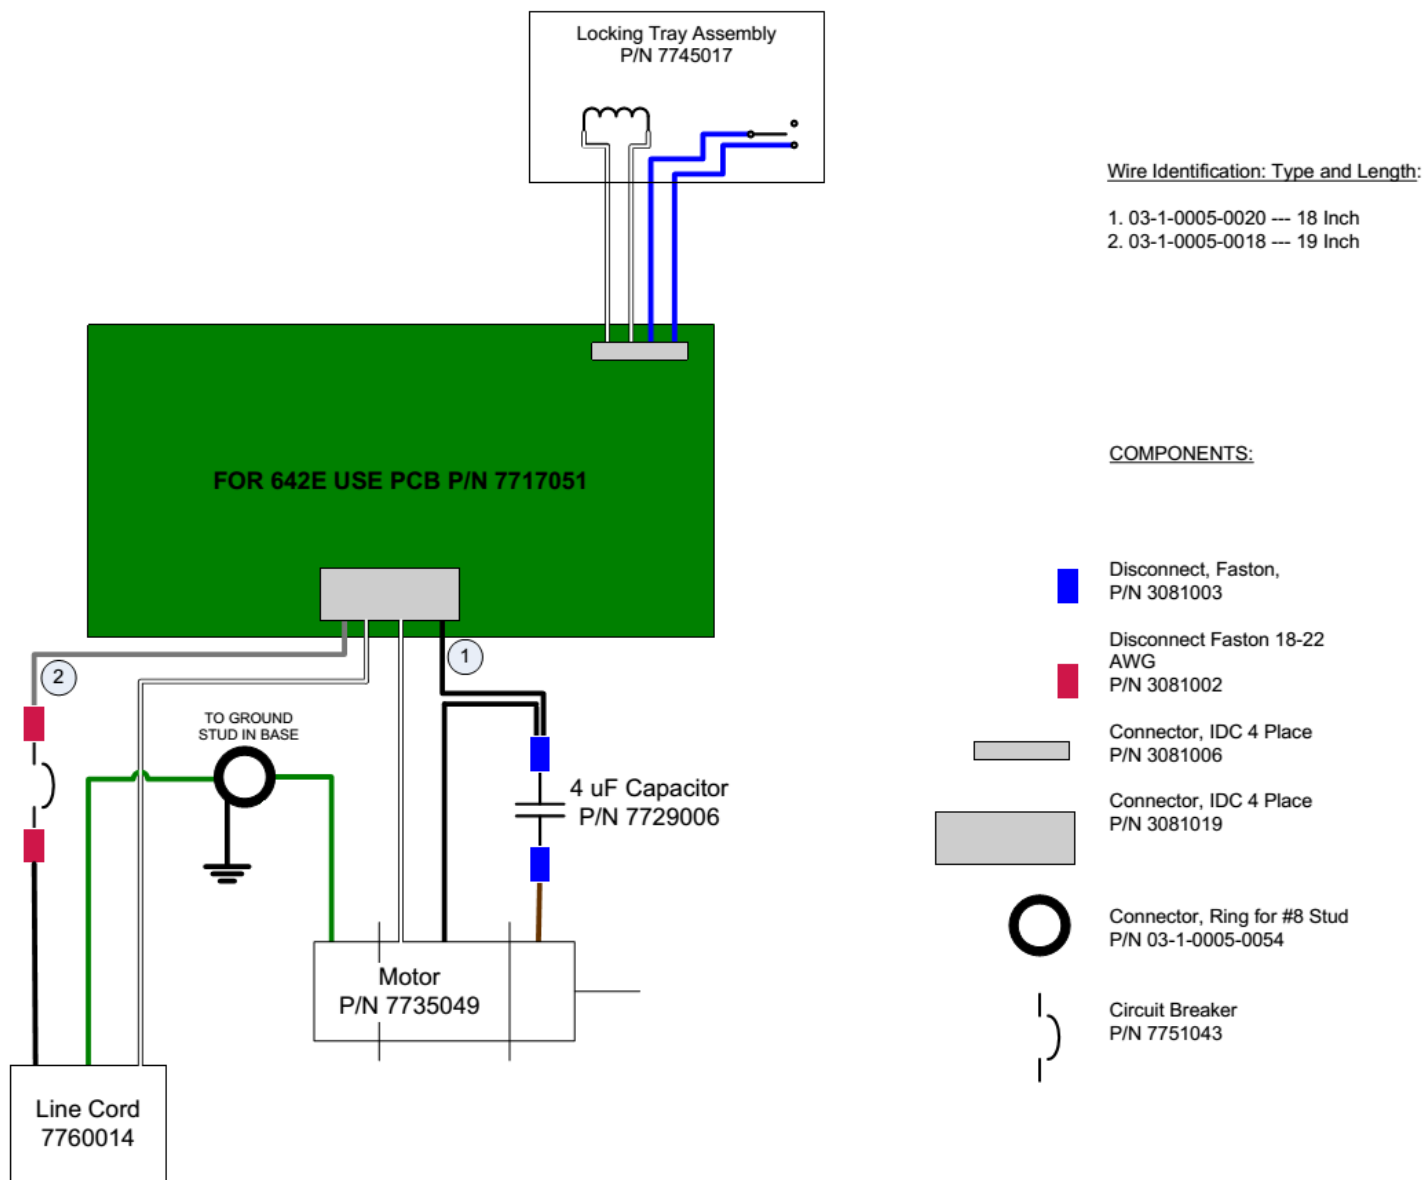 Locking Tray Assembly
P/N 7745017
Wire Identification: Type and Length:
1. 03-1-0005-0020 --- 18 Inch
2. 03-1-0005-0018 --- 19 Inch
FOR 642E USE PCB P/N 7717051
COMPONENTS:
Disconnect, Faston,
P/N 3081003
Disconnect Faston 18-22
AWG
P/N 3081002
Connector, IDC 4 Place
P/N 3081006
Connector, IDC 4 Place
P/N 3081019
Connector, Ring for #8 Stud
P/N 03-1-0005-0054
Circuit Breaker
P/N 7751043
1
2
TO GROUND
STUD IN BASE
4 uF Capacitor
P/N 7729006
Motor
P/N 7735049
Line Cord
7760014